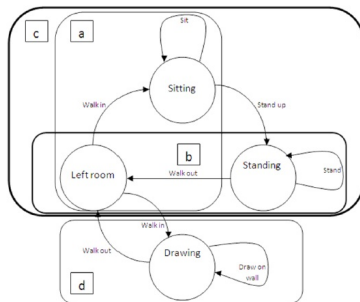 c
a
Sit
Sitting
Walk in
Stand up
b
Left room
Walk out
Standing
Stand
Walk in
Walk out
Drawing
Draw on
wall
d